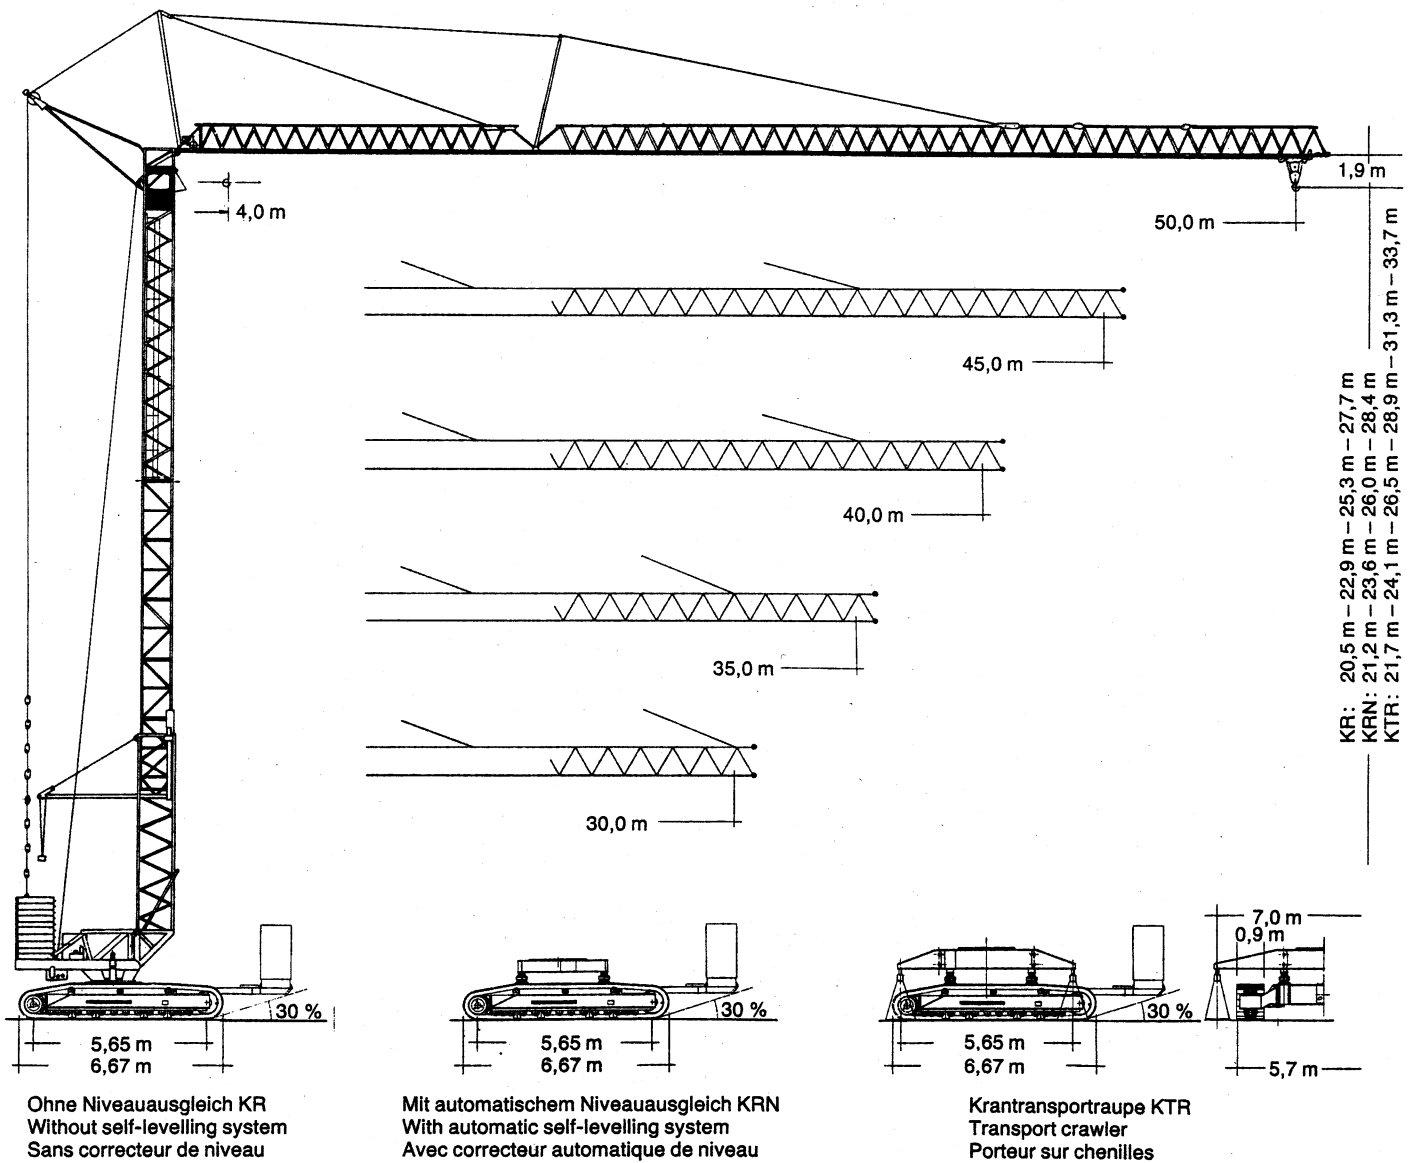 1,9 m
4,0 m
50,0 m
45,0 m
40,0 m
35,0 m
30,0 m
KR: 20,5 m – 22,9 m – 25,3 m – 27,7 m
KRN: 21,2 m – 23,6 m – 26,0 m – 28,4 m
KTR: 21,7 m – 24,1 m – 26,5 m – 28,9 m – 31,3 m – 33,7 m
30 %
5,65 m
6,67 m
30 %
5,65 m
6,67 m
30 %
5,65 m
6,67 m
7,0 m
0,9 m
5,7 m
Ohne Niveauausgleich KR
Without self-levelling system
Sans correcteur de niveau
Mit automatischem Niveauausgleich KRN
With automatic self-levelling system
Avec correcteur automatique de niveau
Krantransportraupe KTR
Transport crawler
Porteur sur chenilles